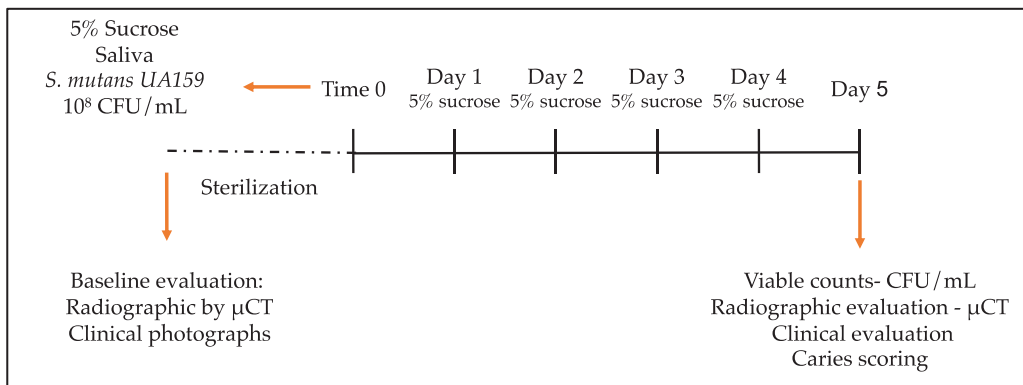 5% Sucrose
Saliva
S. mutans UA159
10⁸ CFU/mL
Time 0
Day 1
5% sucrose
Day 2
5% sucrose
Day 3
5% sucrose
Day 4
5% sucrose
Day 5
Sterilization
Baseline evaluation:
Radiographic by µCT
Clinical photographs
Viable counts- CFU/mL
Radiographic evaluation - µCT
Clinical evaluation
Caries scoring